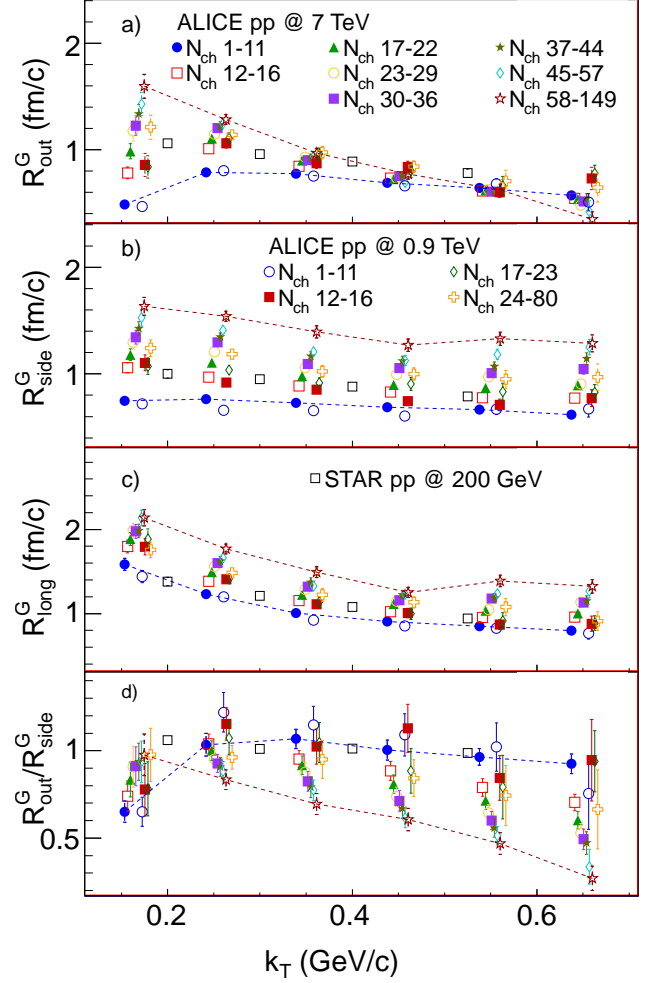 a) ALICE pp @ 7 TeV
N_ch 1-11 N_ch 17-22 N_ch 37-44
N_ch 12-16 N_ch 23-29 N_ch 45-57
N_ch 30-36 N_ch 58-149
2
1
R^G_out (fm/c)
b) ALICE pp @ 0.9 TeV
N_ch 1-11 N_ch 17-23
N_ch 12-16 N_ch 24-80
2
1
R^G_side (fm/c)
c) STAR pp @ 200 GeV
2
1
R^G_long (fm/c)
d)
1
0.5
R^G_out/R^G_side
0.2 0.4 0.6
k_T (GeV/c)